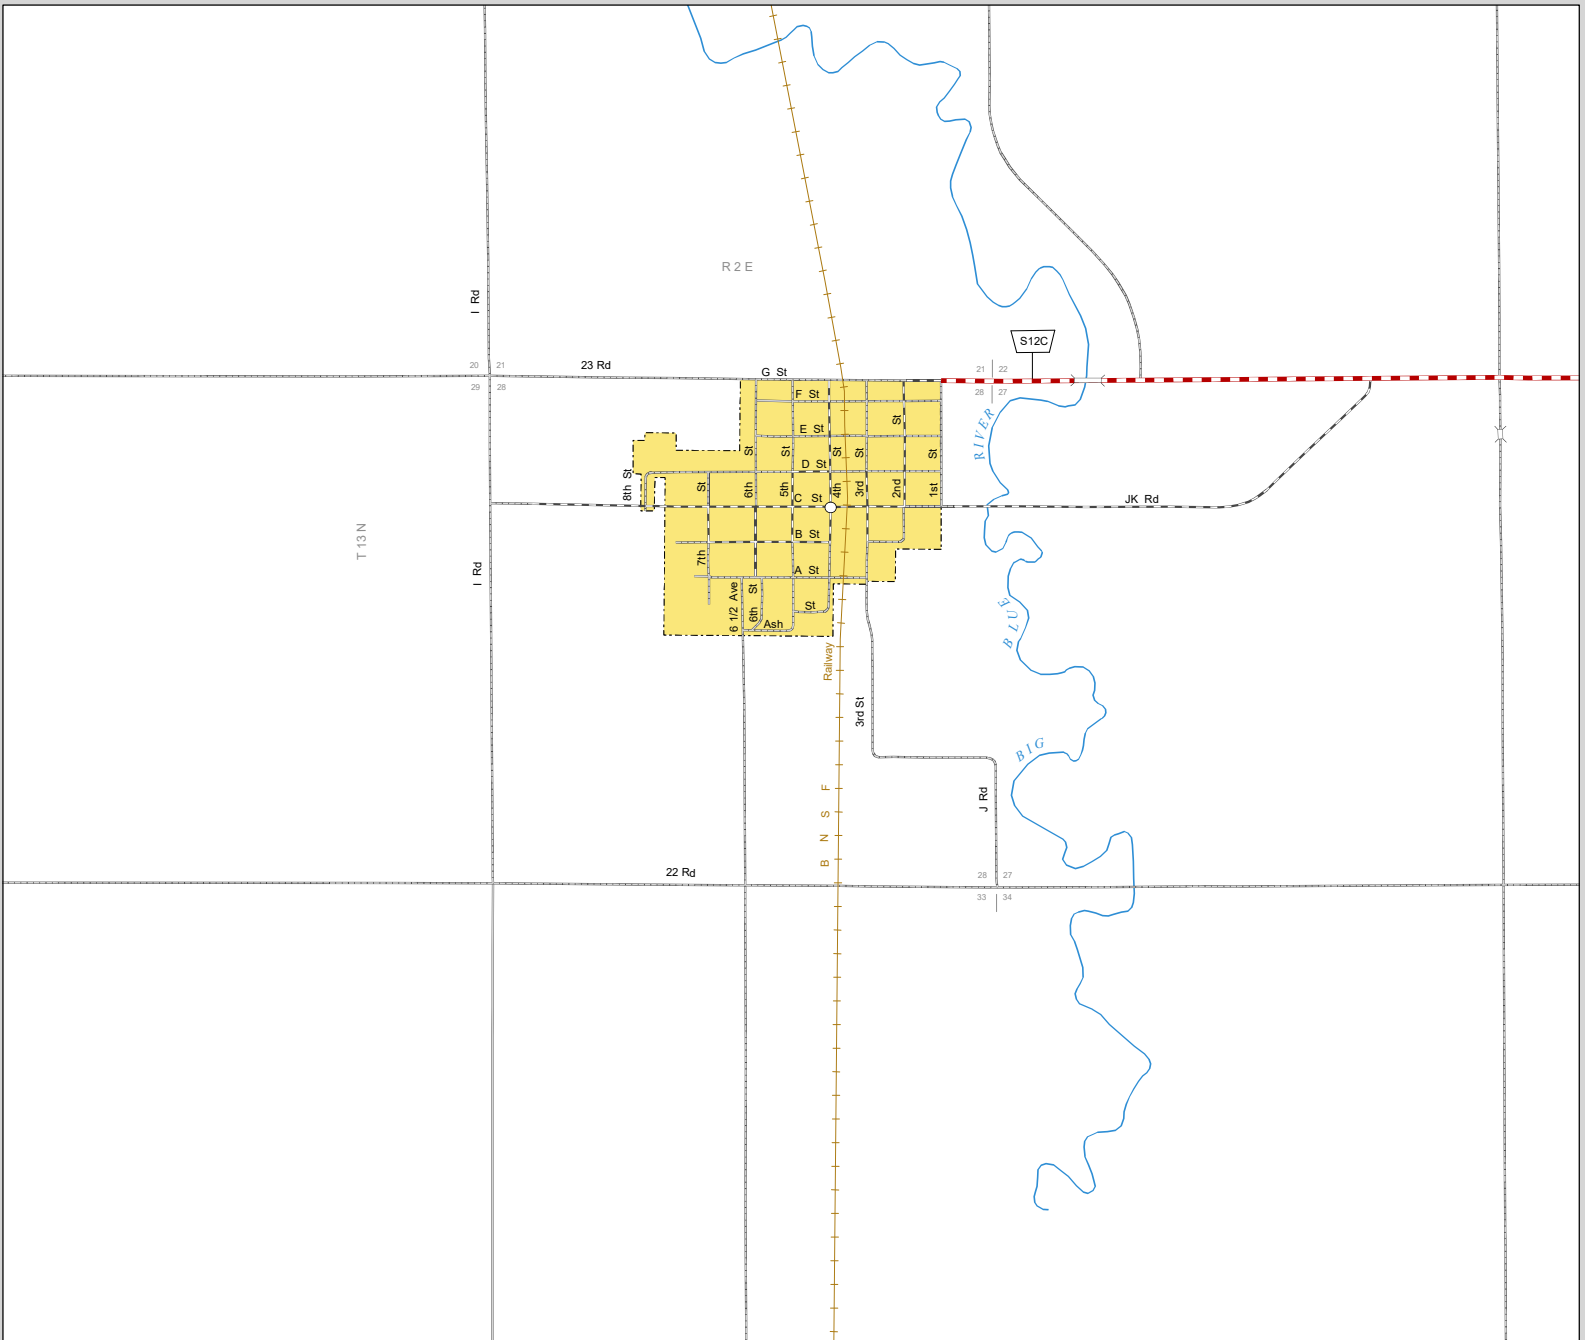 R 2 E
I Rd
S12C
20 21
29 28
23 Rd
21 22
28 27
G St
F St
E St
D St
C St
B St
A St
St
Ash
8th St
7th St
6th St
5th St
4th St
3rd St
2nd St
1st St
6 1/2 Ave
6th St
JK Rd
T 13 N
I Rd
BIG BLUE RIVER
Railway
3rd St
J Rd
B N S F
22 Rd
28 27
33 34